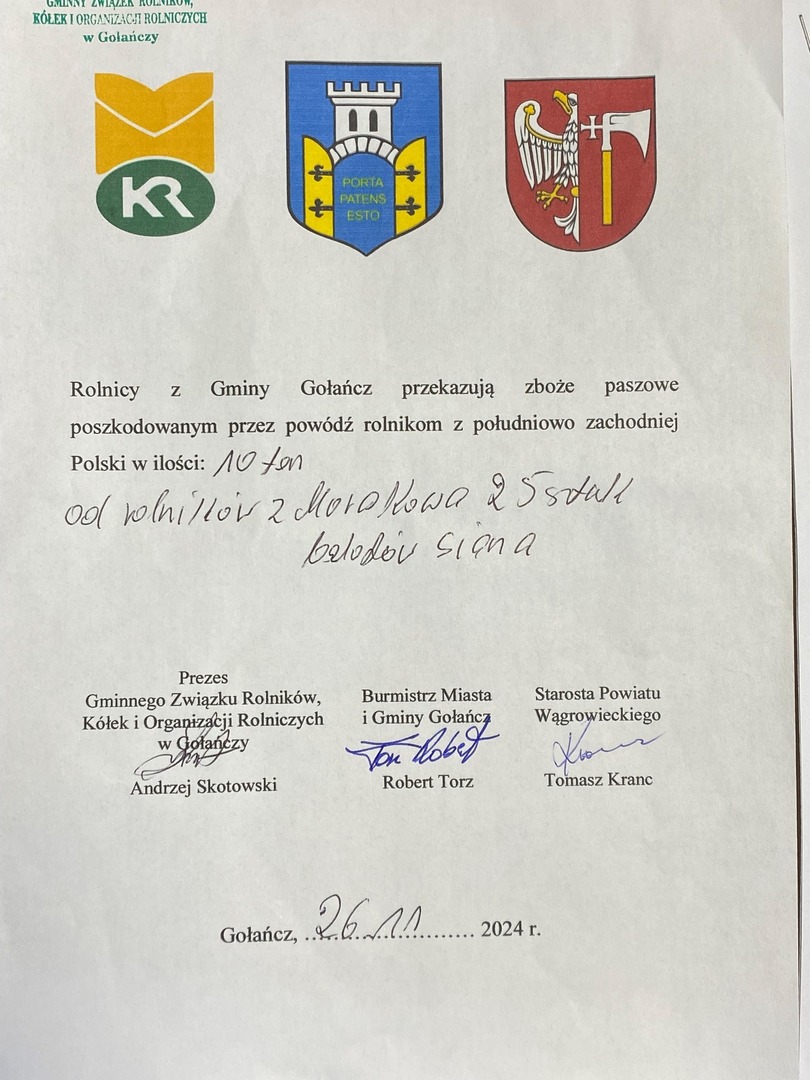 GMINNY ZWIĄZEK ROLNIKÓW,
KÓŁEK I ORGANIZACJI ROLNICZYCH
w Gołańczy
KR
PORTA
PATENS
ESTO
Rolnicy z Gminy Gołańcz przekazują zboże paszowe
poszkodowanym przez powódź rolnikom z południowo zachodniej
Polski w ilości: 10 ton
od rolników z Morakowa 25 sztuk
balotów siana
Prezes
Gminnego Związku Rolników,
Kółek i Organizacji Rolniczych
w Gołańczy
Andrzej Skotowski
Burmistrz Miasta
i Gminy Gołańcz
Robert Torz
Starosta Powiatu
Wągrowieckiego
Tomasz Kranc
Gołańcz, 26.11 2024 r.